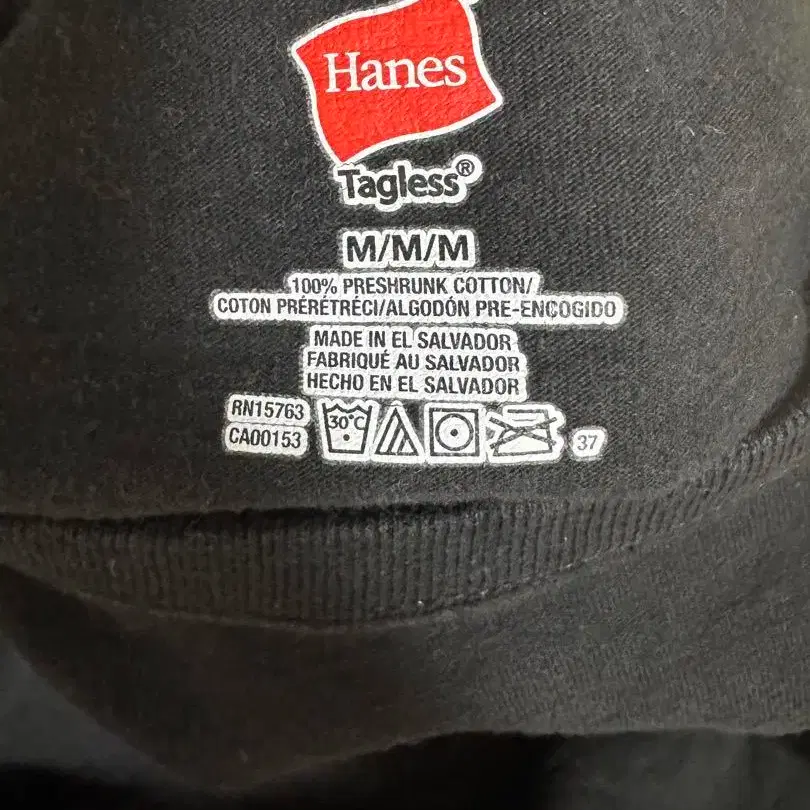 Hanes
Tagless®
M/M/M
100% PRESHRUNK COTTON/
COTON PRÉRÉTRÉCI/ALGODÓN PRE-ENCOGIDO
MADE IN EL SALVADOR
FABRIQUÉ AU SALVADOR
HECHO EN EL SALVADOR
RN15763
CA00153
30°C
37